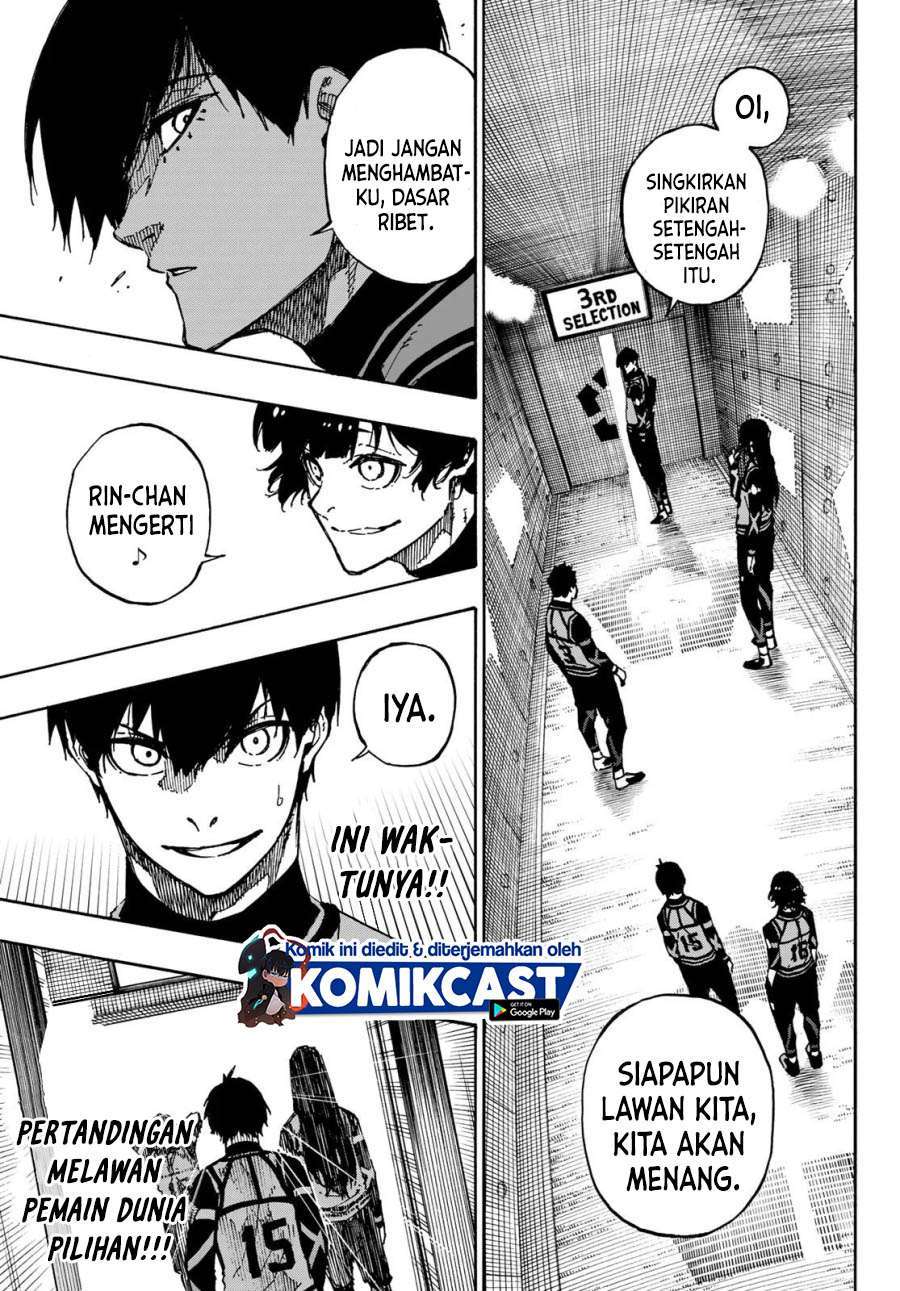 OI,
SINGKIRKAN
PIKIRAN
SETENGAH-
SETENGAH
ITU.
3RD
SELECTION
3
15
16
SIAPAPUN
LAWAN KITA,
KITA AKAN
MENANG.
JADI JANGAN
MENGHAMBAT-
KU, DASAR
RIBET.
RIN-CHAN
MENGERTI
♪
IYA.
INI WAK-
TUNYA!!
Komik ini diedit & diterjemahkan oleh
KOMIKCAST
GET IT ON
Google Play
PERTANDINGAN
MELAWAN
PEMAIN DUNIA
PILIHAN!!!
15